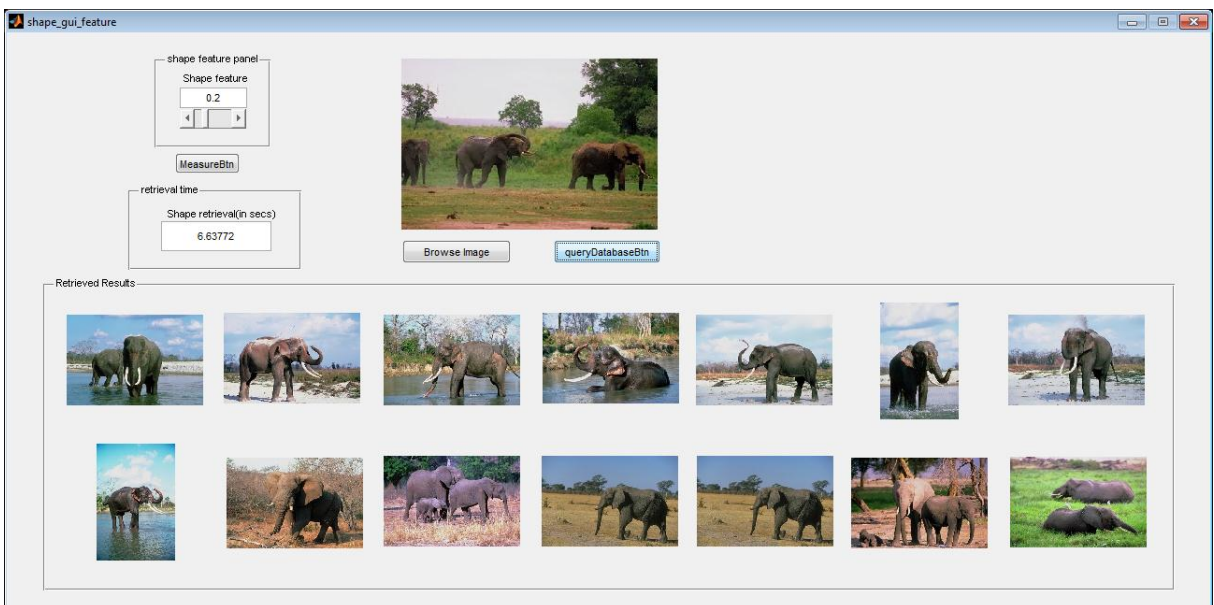 shape_gui_feature
shape feature panel
Shape feature
0.2
MeasureBtn
retrieval time
Shape retrieval(in secs)
6.63772
Browse Image
queryDatabaseBtn
Retrieved Results